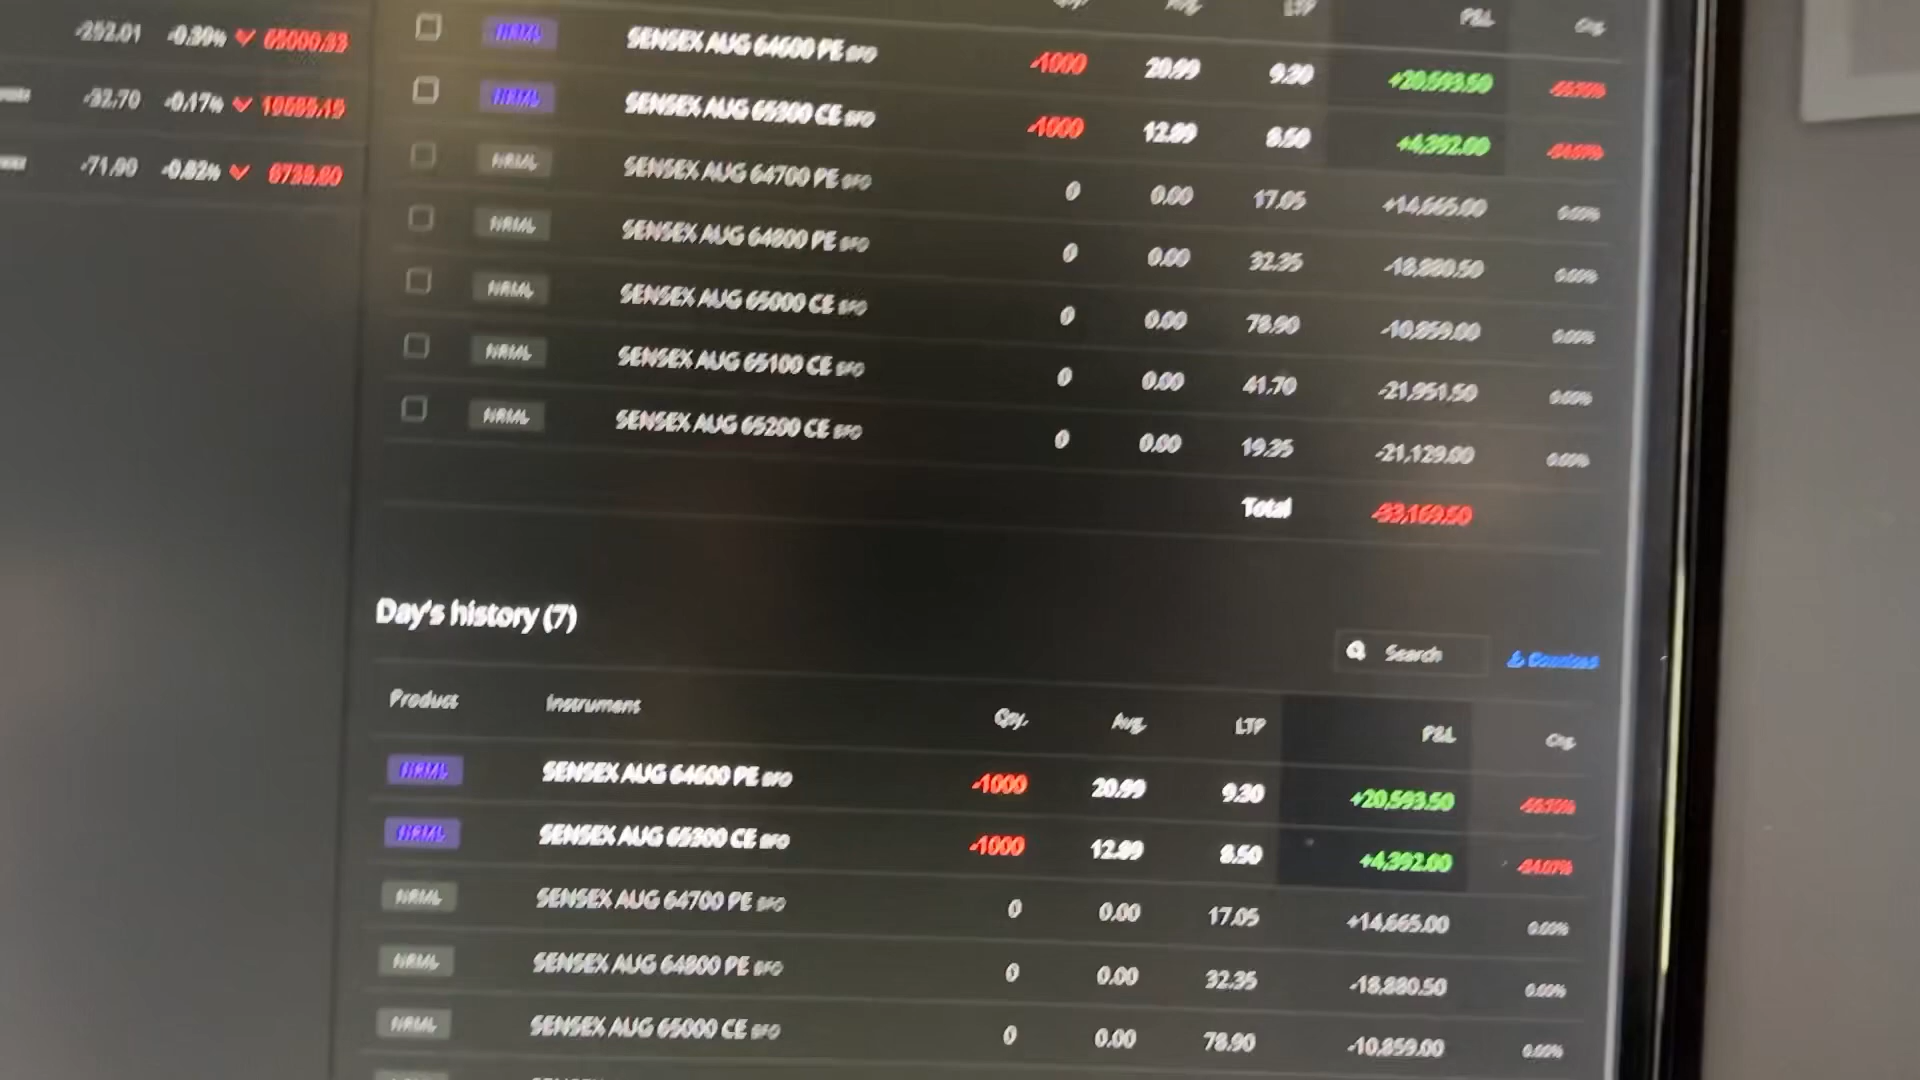 -252.01 -0.39% 65000.33
Qty. Avg. LTP P&L Chg.
NRML SENSEX AUG 64600 PE BFO -1000 20.99 9.30 +20,593.50
-32.70 -0.17%
NRML SENSEX AUG 65300 CE BFO -1000 12.89 8.50 +4,392.00
-71.90 -0.82%
NRML SENSEX AUG 64700 PE BFO 0 0.00 17.05 +14,665.00 0.00%
NRML SENSEX AUG 64800 PE BFO 0 0.00 32.35 -18,880.50 0.00%
NRML SENSEX AUG 65000 CE BFO 0 0.00 78.90 -10,859.00 0.00%
NRML SENSEX AUG 65100 CE BFO 0 0.00 41.70 -21,951.50 0.00%
NRML SENSEX AUG 65200 CE BFO 0 0.00 19.35 -21,129.00 0.00%
Total -33,169.50
Day's history (7)
Search Download
Product Instrument Qty. Avg. LTP P&L Chg.
NRML SENSEX AUG 64600 PE BFO -1000 20.99 9.30 +20,593.50
NRML SENSEX AUG 65300 CE BFO -1000 12.89 8.50 +4,392.00
NRML SENSEX AUG 64700 PE BFO 0 0.00 17.05 +14,665.00 0.00%
NRML SENSEX AUG 64800 PE BFO 0 0.00 32.35 -18,880.50 0.00%
NRML SENSEX AUG 65000 CE BFO 0 0.00 78.90 -10,859.00 0.00%